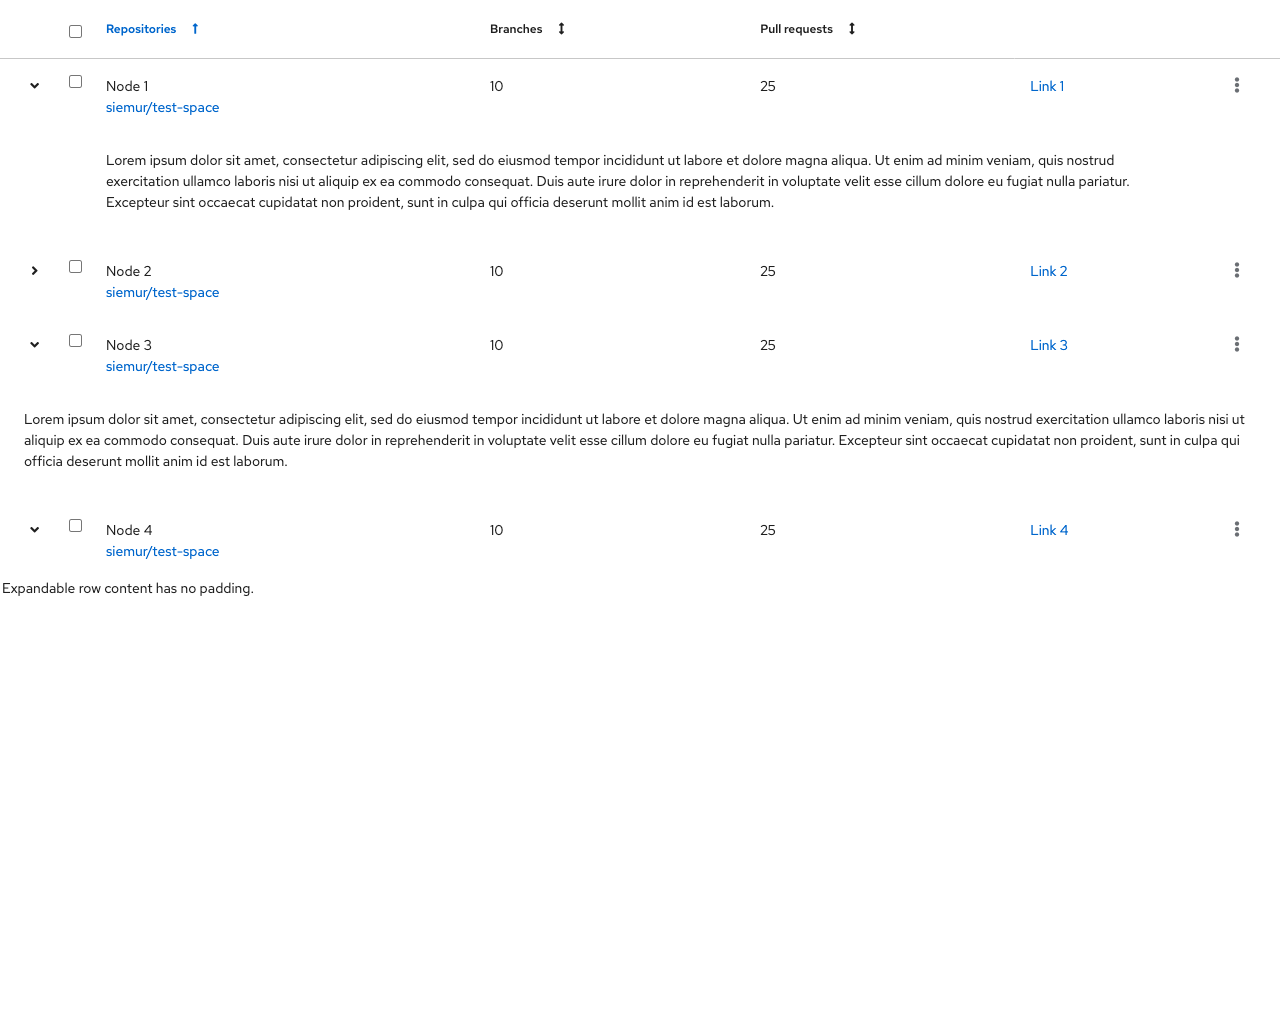 Repositories Branches Pull requests
Node 1 10 25 Link 1
siemur/test-space
Lorem ipsum dolor sit amet, consectetur adipiscing elit, sed do eiusmod tempor incididunt ut labore et dolore magna aliqua. Ut enim ad minim veniam, quis nostrud
exercitation ullamco laboris nisi ut aliquip ex ea commodo consequat. Duis aute irure dolor in reprehenderit in voluptate velit esse cillum dolore eu fugiat nulla pariatur.
Excepteur sint occaecat cupidatat non proident, sunt in culpa qui officia deserunt mollit anim id est laborum.
Node 2 10 25 Link 2
siemur/test-space
Node 3 10 25 Link 3
siemur/test-space
Lorem ipsum dolor sit amet, consectetur adipiscing elit, sed do eiusmod tempor incididunt ut labore et dolore magna aliqua. Ut enim ad minim veniam, quis nostrud exercitation ullamco laboris nisi ut
aliquip ex ea commodo consequat. Duis aute irure dolor in reprehenderit in voluptate velit esse cillum dolore eu fugiat nulla pariatur. Excepteur sint occaecat cupidatat non proident, sunt in culpa qui
officia deserunt mollit anim id est laborum.
Node 4 10 25 Link 4
siemur/test-space
Expandable row content has no padding.